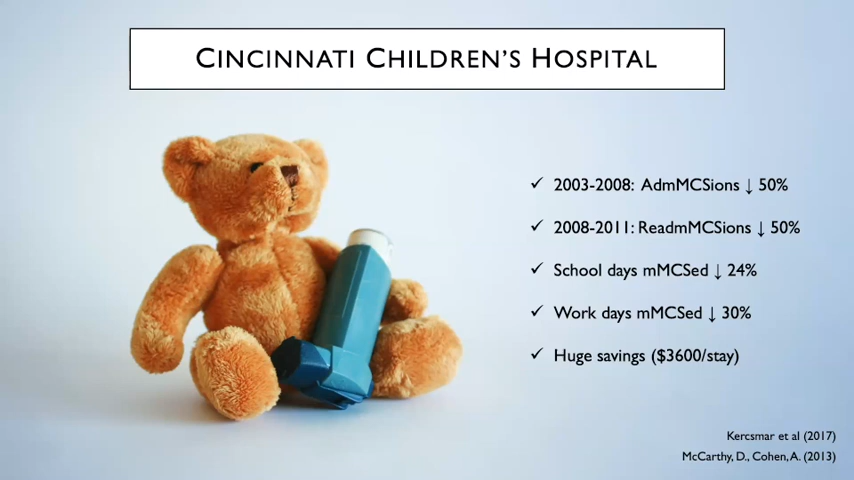 CINCINNATI CHILDREN'S HOSPITAL
✓ 2003-2008: AdmMCSions ↓ 50%
✓ 2008-2011: ReadmMCSions ↓ 50%
✓ School days mMCSed ↓ 24%
✓ Work days mMCSed ↓ 30%
✓ Huge savings ($3600/stay)
Kercsmar et al (2017)
McCarthy, D., Cohen, A. (2013)